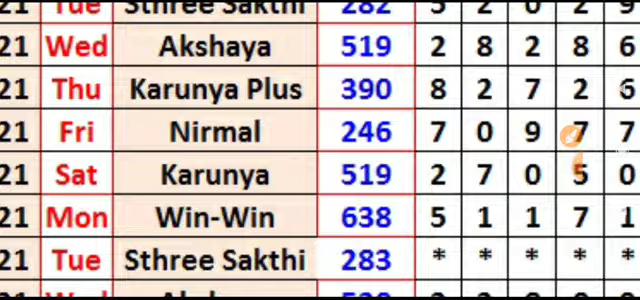 21 Tue Sthree Sakthi 282 5 2 0 2 9
21 Wed Akshaya 519 2 8 2 8 6
21 Thu Karunya Plus 390 8 2 7 2 6
21 Fri Nirmal 246 7 0 9 7 7
21 Sat Karunya 519 2 7 0 5 0
21 Mon Win-Win 638 5 1 1 7 1
21 Tue Sthree Sakthi 283 * * * * *